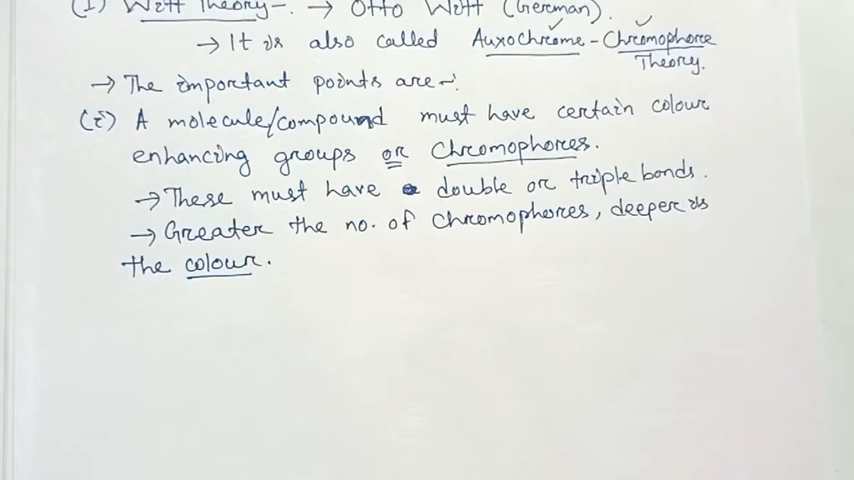 (1) Witt Theory-. → Otto Witt (German).
→ It is also called Auxochrome - Chromophore
Theory.
→ The important points are -
(i) A molecule/compound must have certain colour
enhancing groups or Chromophores.
→ These must have double or triple bonds.
→ Greater the no. of chromophores, deeper is
the colour.